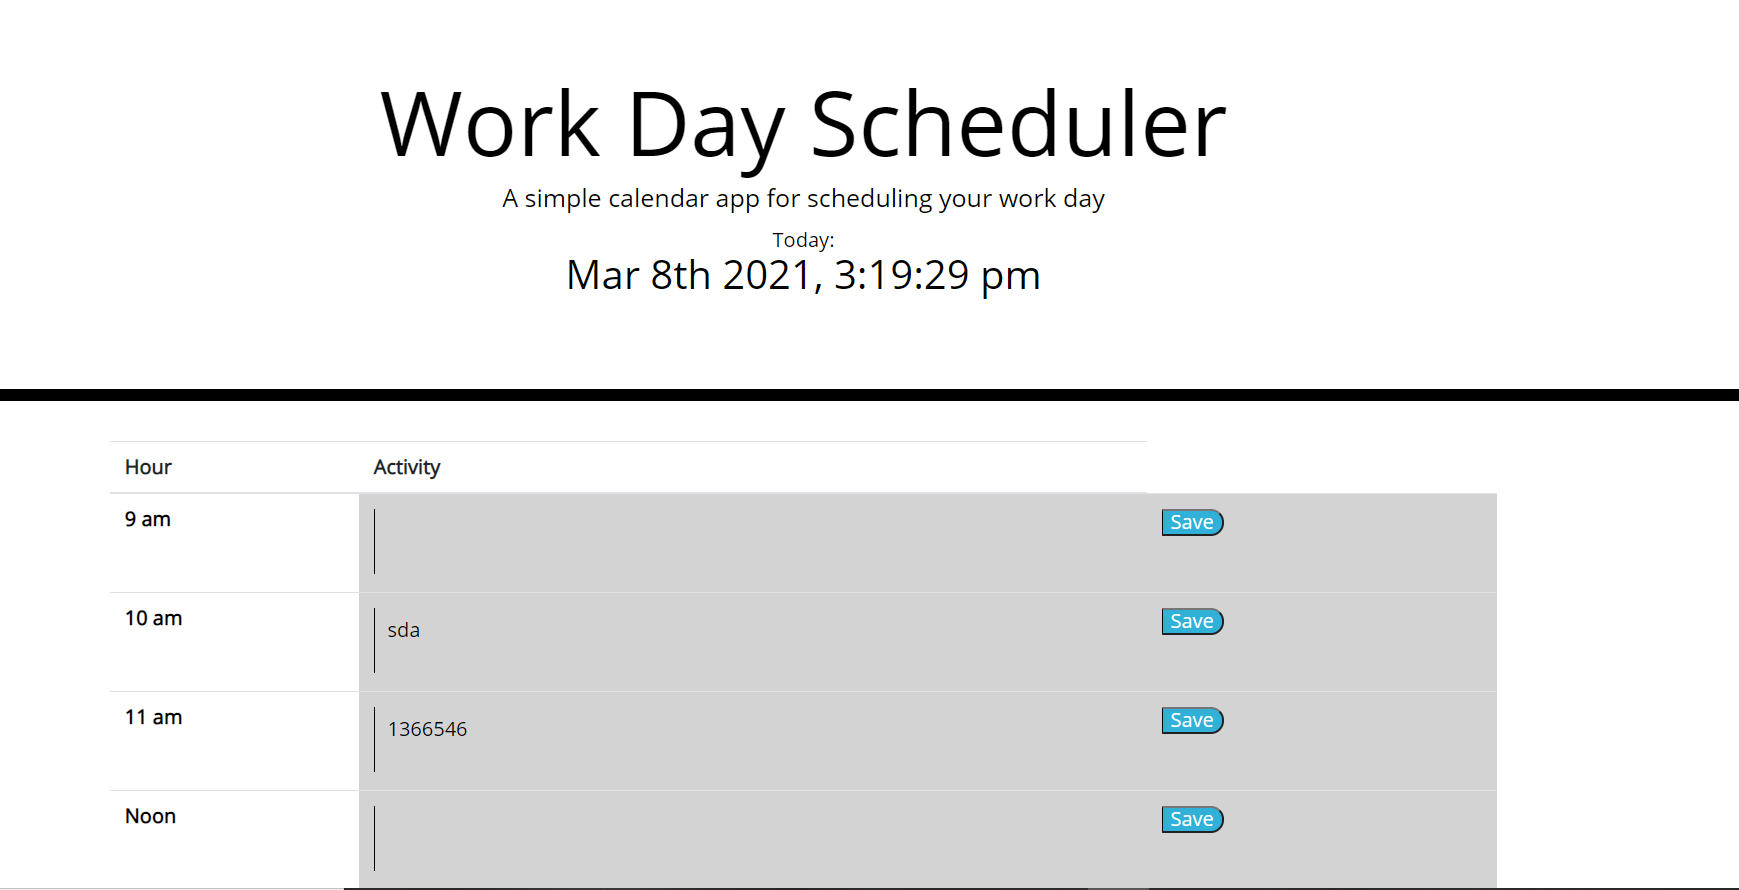 Work Day Scheduler
A simple calendar app for scheduling your work day
Today:
Mar 8th 2021, 3:19:29 pm
Hour Activity
9 am Save
10 am sda Save
11 am 1366546 Save
Noon Save